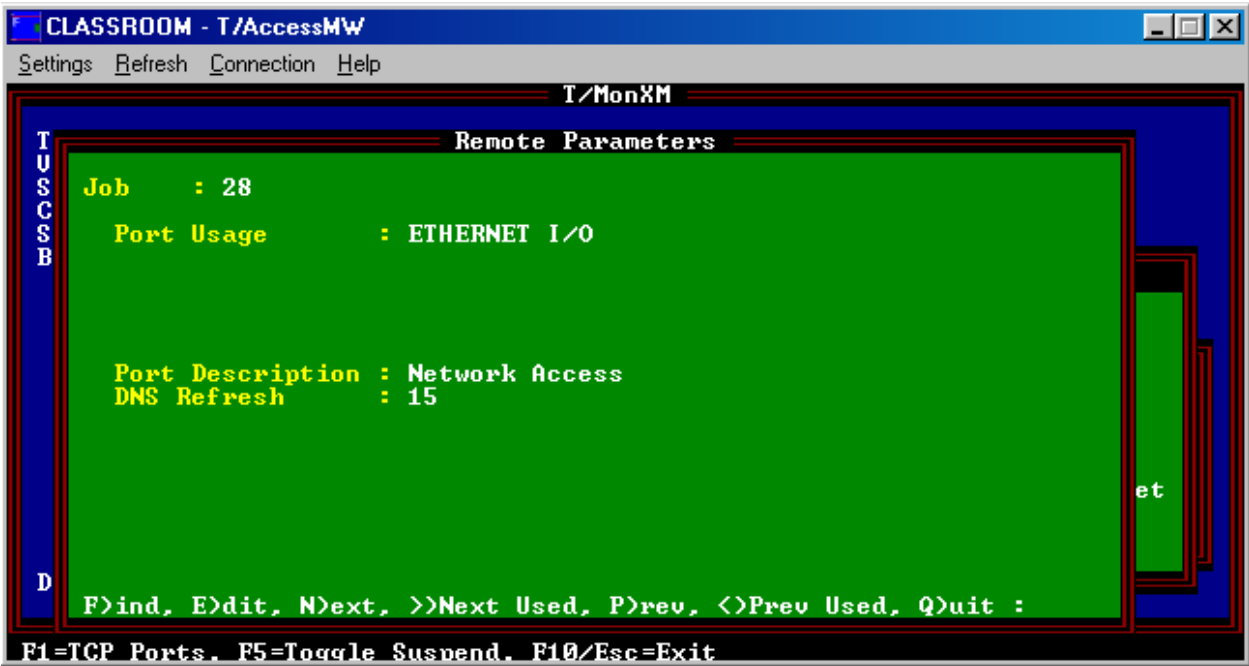 CLASSROOM - T/AccessMW
Settings Refresh Connection Help
T/MonXM
Remote Parameters
T
V
S
C
S
B
D
Job : 28
Port Usage : ETHERNET I/O
Port Description : Network Access
DNS Refresh : 15
et
F)ind, E)dit, N)ext, >)Next Used, P)rev, <)Prev Used, Q)uit :
F1=TCP Ports, F5=Toggle Suspend, F10/Esc=Exit